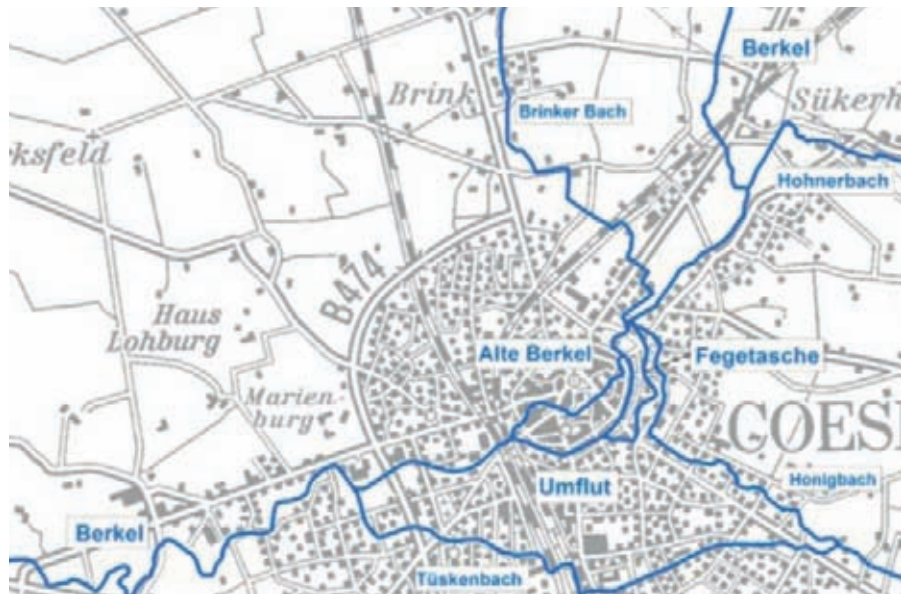 Berkel
Brink
Brinker Bach
Sükerh
ksfeld
Hohnerbach
B474
Haus
Lohburg
Alte Berkel
Fegetasche
Marien-
burg
COESF
Honigbach
Umflut
Berkel
Tüskenbach